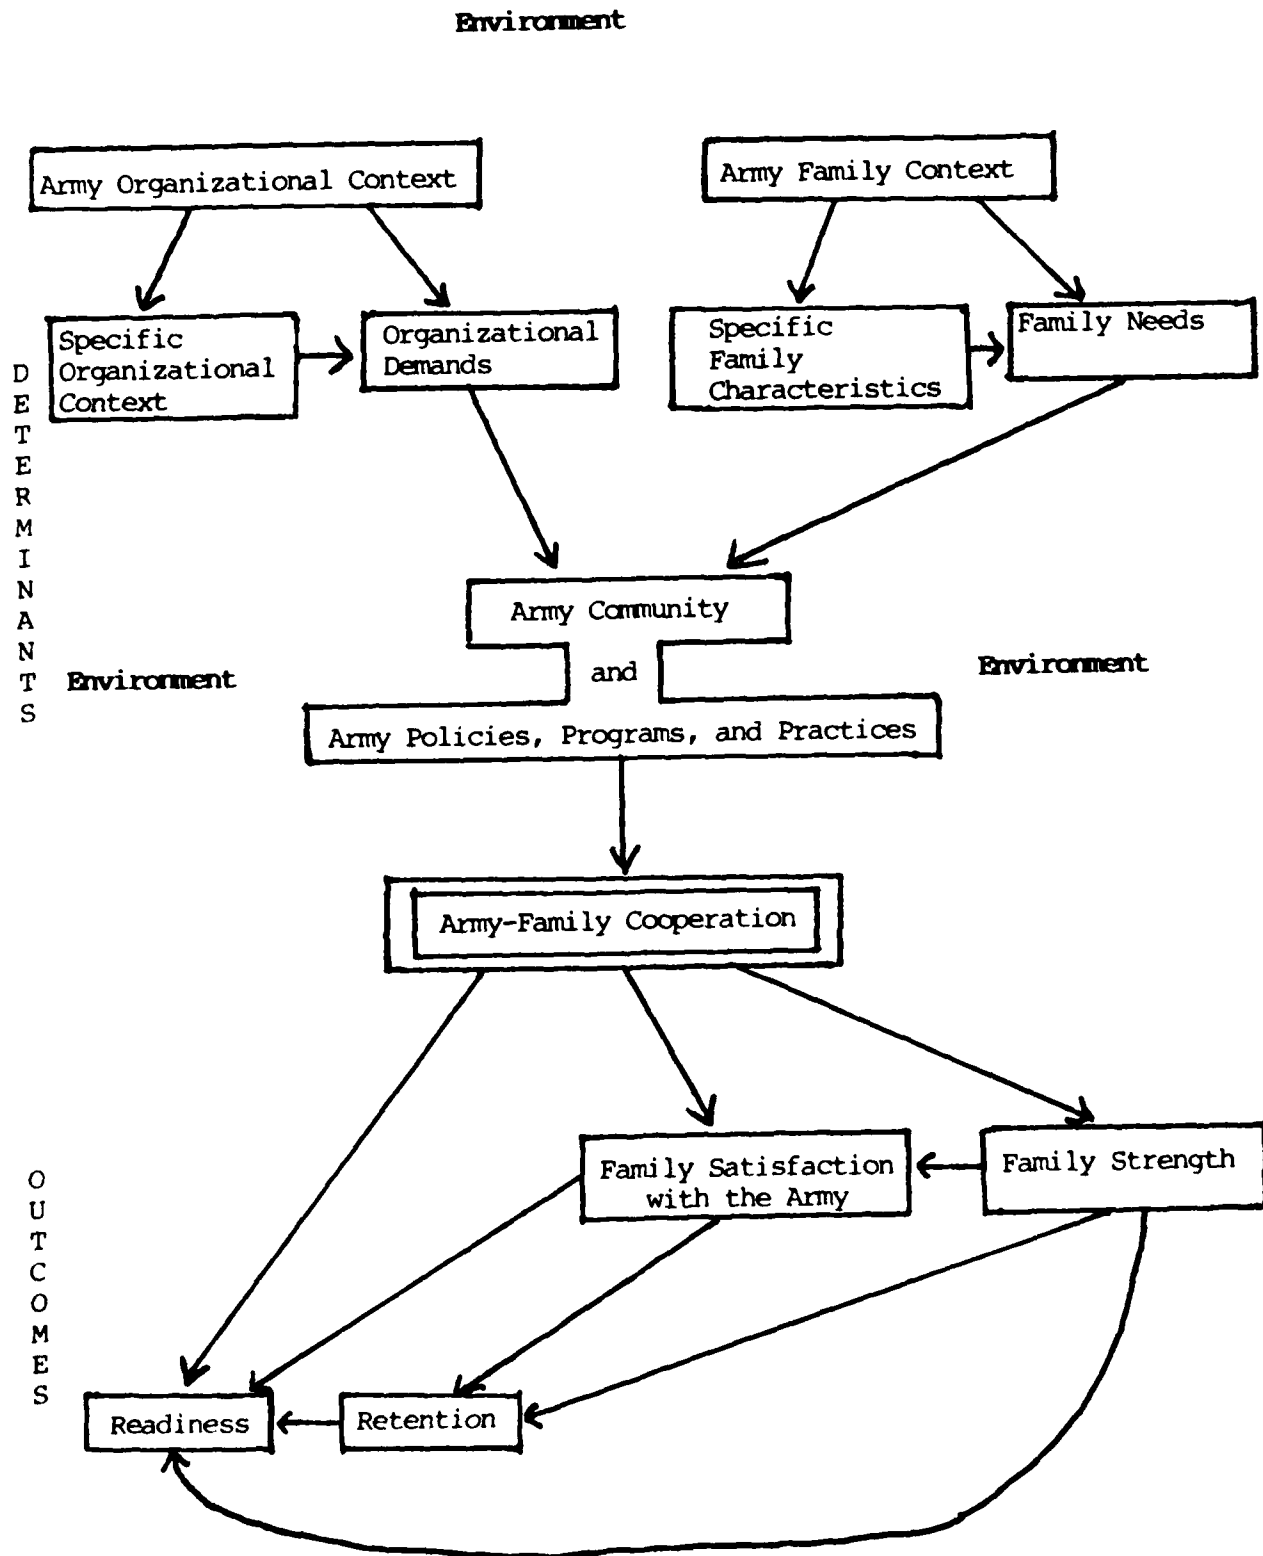 Environment
Army Organizational Context
Army Family Context
Specific
Organizational
Context
Organizational
Demands
Specific
Family
Characteristics
Family Needs
DETERMINANTS
Army Community
and
Environment
Environment
Army Policies, Programs, and Practices
Army-Family Cooperation
OUTCOMES
Family Satisfaction
with the Army
Family Strength
Readiness
Retention